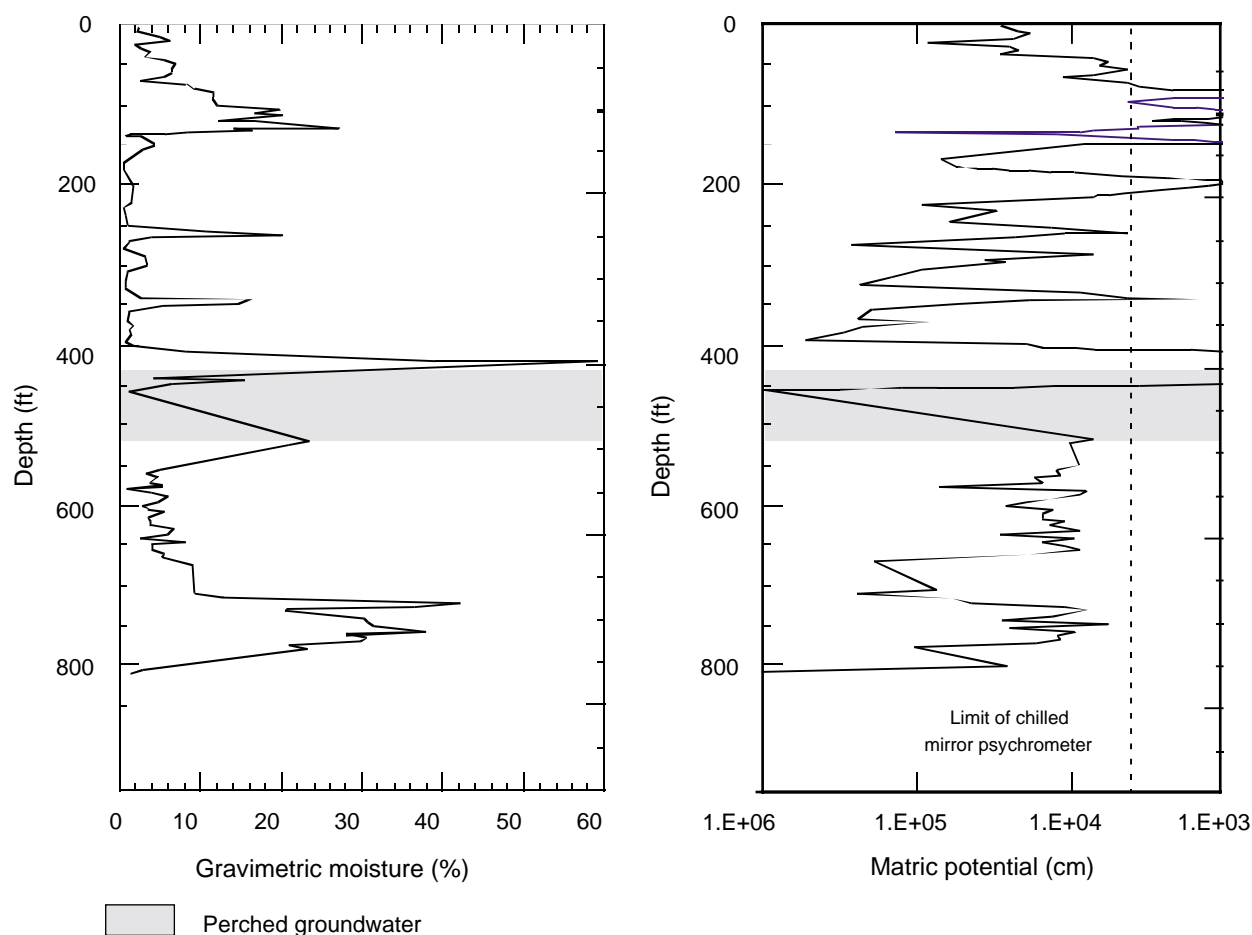 0
200
400
600
800
Depth (ft)
0
10
20
30
40
50
60
Gravimetric moisture (%)
Perched groundwater
0
200
400
600
800
Depth (ft)
Limit of chilled
mirror psychrometer
1.E+06
1.E+05
1.E+04
1.E+03
Matric potential (cm)